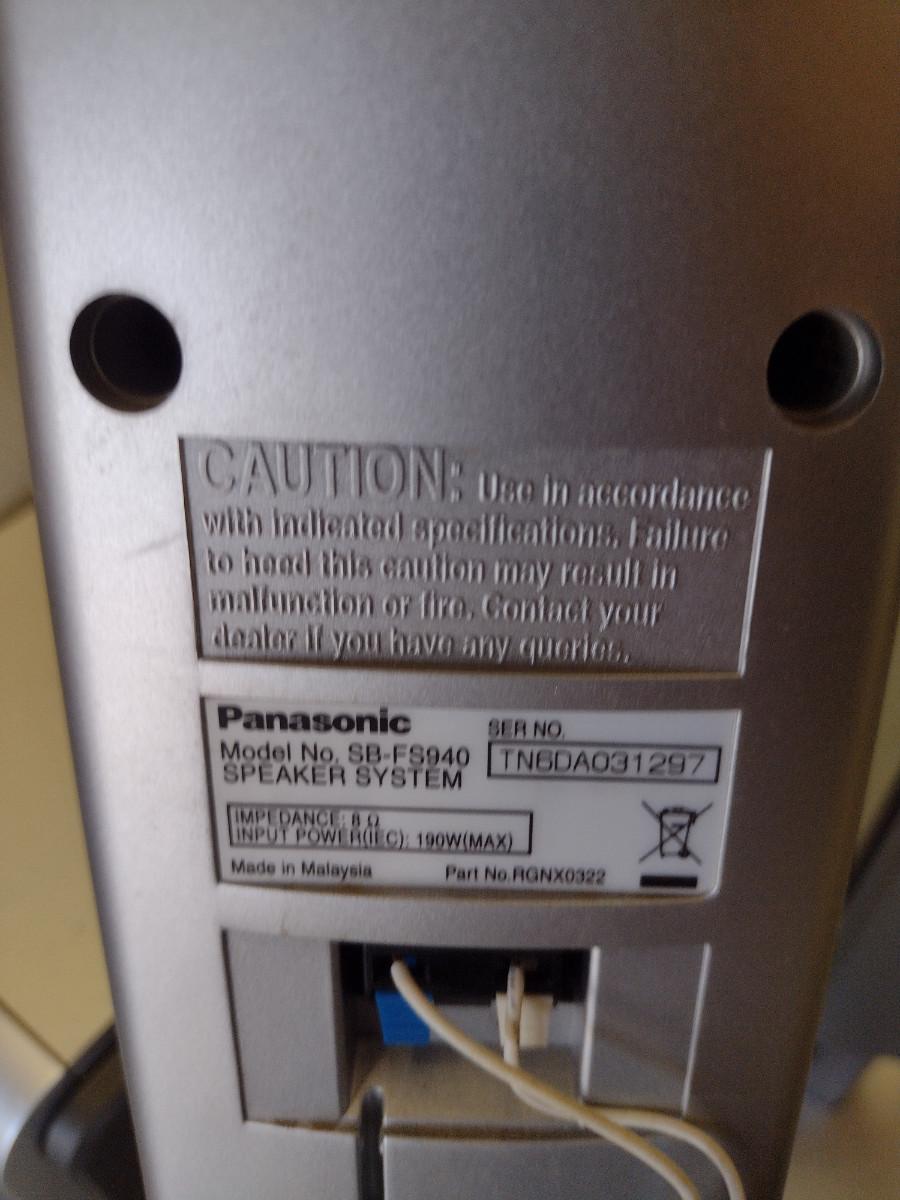 CAUTION: Use in accordance
with indicated specifications. Failure
to heed this caution may result in
malfunction or fire. Contact your
dealer if you have any queries.
Panasonic
SER NO.
Model No. SB-FS940
TN6DA031297
SPEAKER SYSTEM
IMPEDANCE: 8 Ω
INPUT POWER(IEC): 190W(MAX)
Made in Malaysia
Part No.RGNX0322